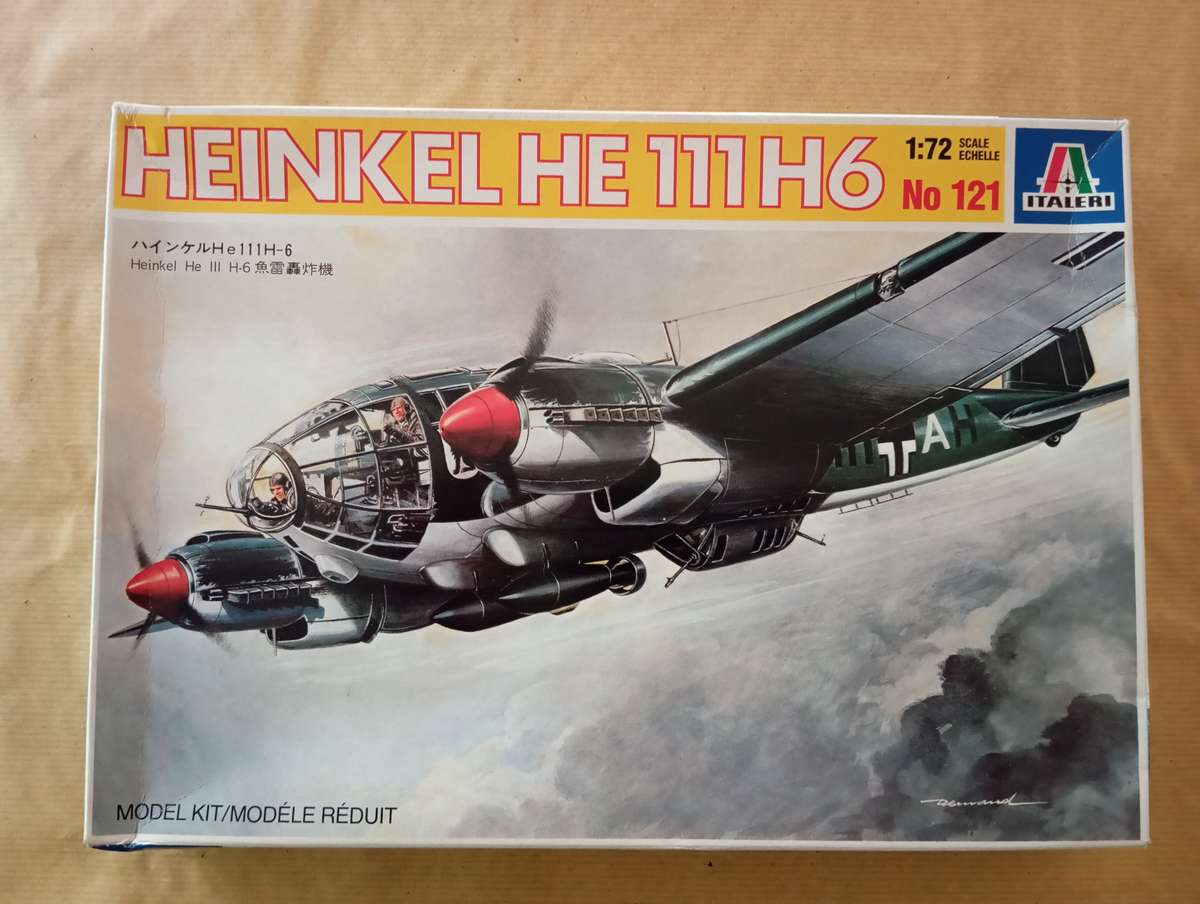 HEINKEL HE 111 H6
1:72 SCALE
ECHELLE
No 121
ITALERI
ハインケルHe111H-6
Heinkel He III H-6 魚雷轟炸機
A H
MODEL KIT/MODÉLE RÉDUIT